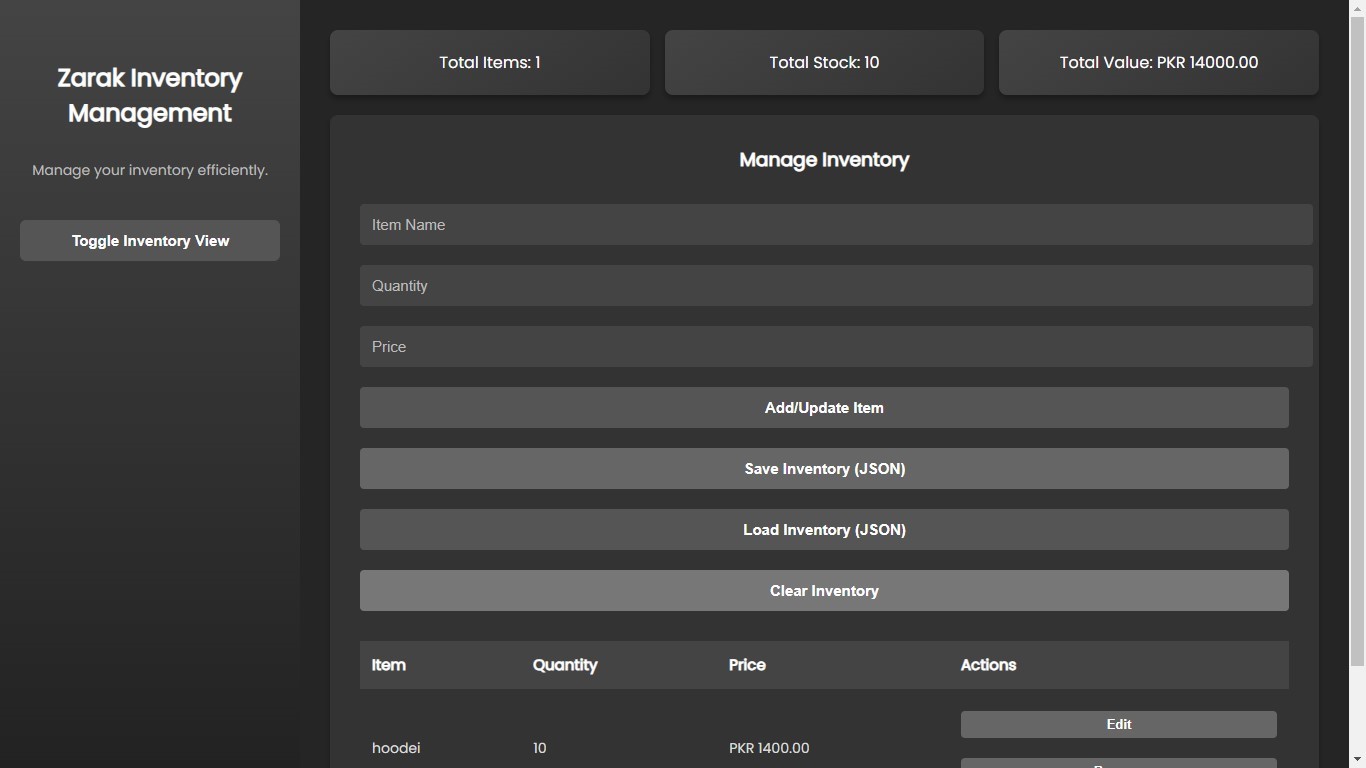 Zarak Inventory
Management
Manage your inventory efficiently.
Toggle Inventory View
Total Items: 1
Total Stock: 10
Total Value: PKR 14000.00
Manage Inventory
Item Name
Quantity
Price
Add/Update Item
Save Inventory (JSON)
Load Inventory (JSON)
Clear Inventory
Item Quantity Price Actions
Edit
hoodei 10 PKR 1400.00